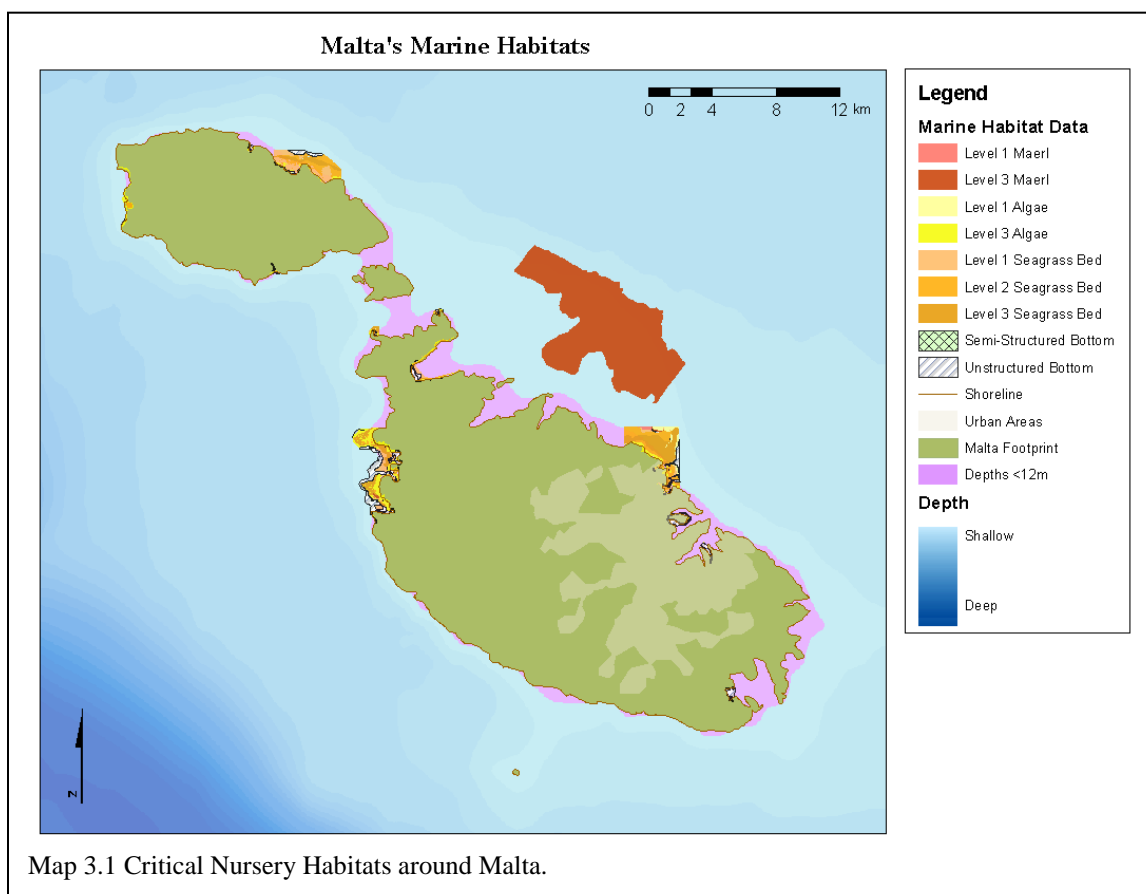 Malta's Marine Habitats
0 2 4 8 12 km
Legend
Marine Habitat Data
Level 1 Maerl
Level 3 Maerl
Level 1 Algae
Level 3 Algae
Level 1 Seagrass Bed
Level 2 Seagrass Bed
Level 3 Seagrass Bed
Semi-Structured Bottom
Unstructured Bottom
Shoreline
Urban Areas
Malta Footprint
Depths <12m
Depth
Shallow
Deep
N
Map 3.1 Critical Nursery Habitats around Malta.